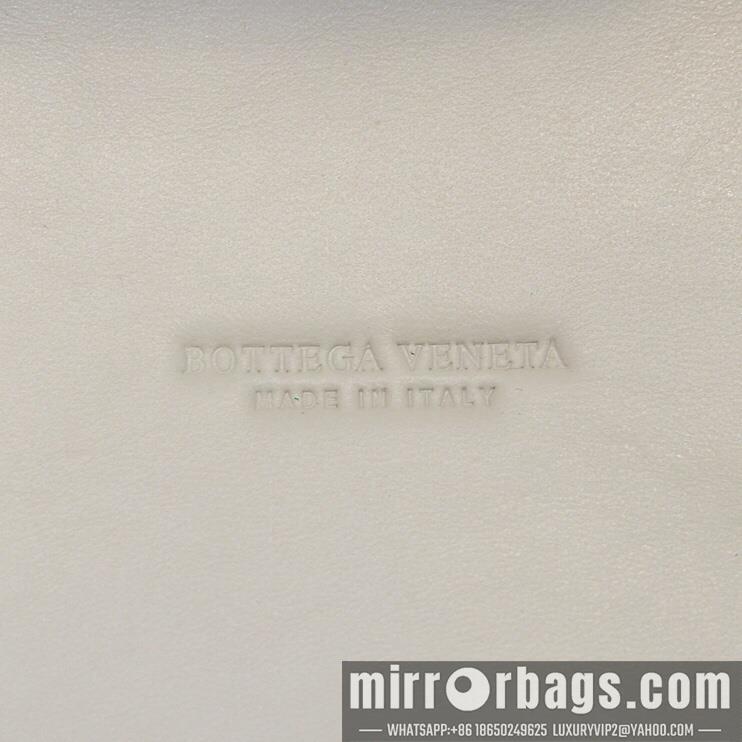 BOTTEGA VENETA
MADE IN ITALY
mirrorbags.com
WHATSAPP:+86 18650249625 LUXURYVIP2@YAHOO.COM